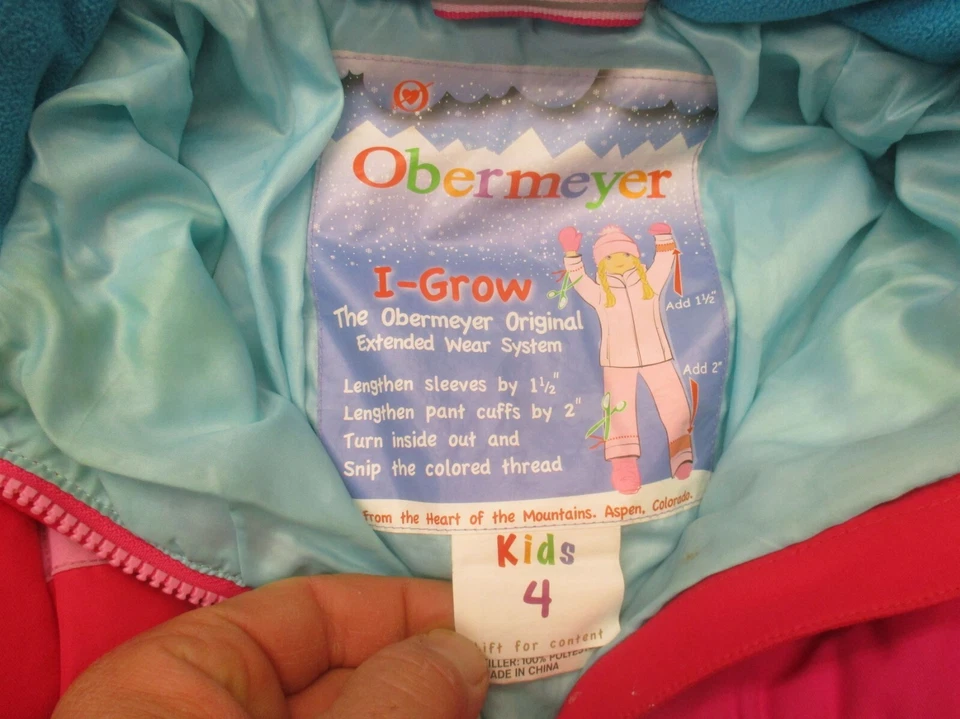 Obermeyer
I-Grow
The Obermeyer Original
Extended Wear System
Lengthen sleeves by 1½"
Lengthen pant cuffs by 2"
Turn inside out and
Snip the colored thread
Add 1½"
Add 2"
From the Heart of the Mountains. Aspen, Colorado.
Kids
4
for content
100%
IN CHINA